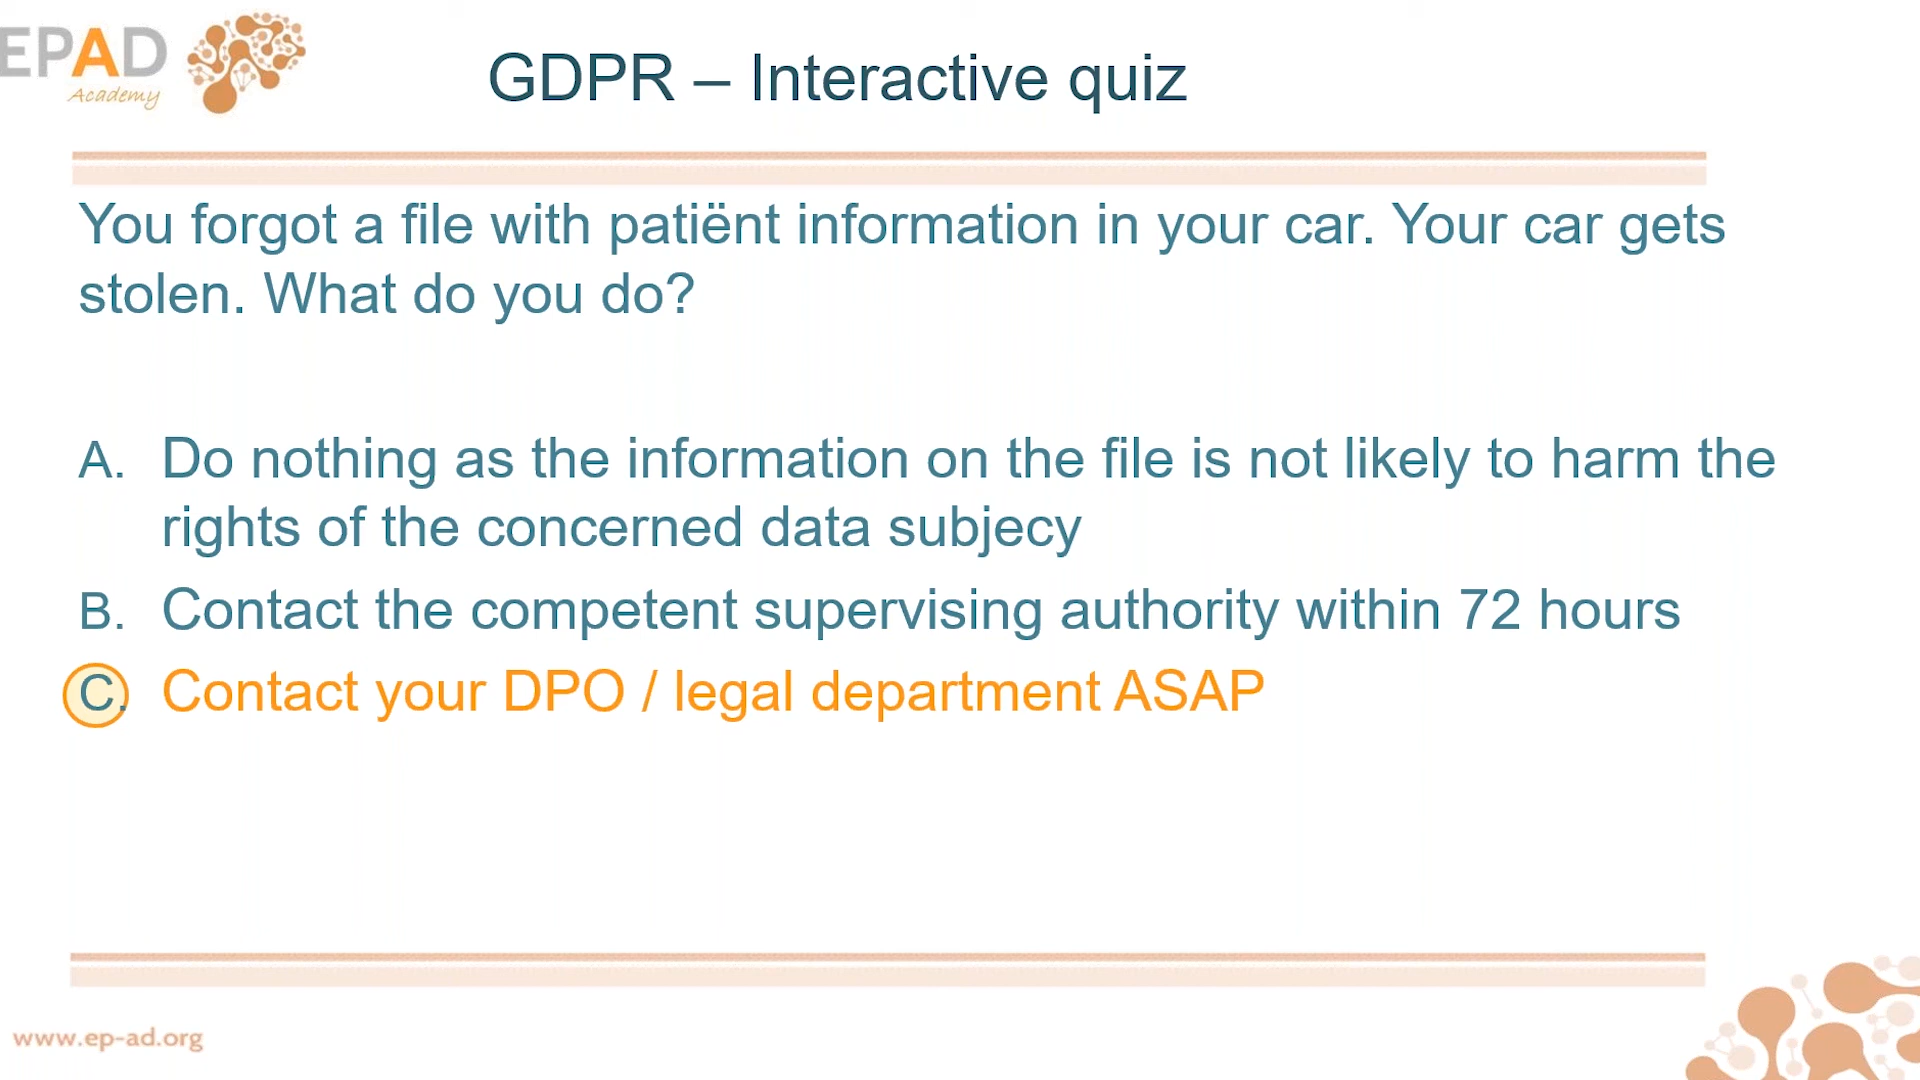 EPAD
Academy
GDPR – Interactive quiz
You forgot a file with patiënt information in your car. Your car gets
stolen. What do you do?
A. Do nothing as the information on the file is not likely to harm the
rights of the concerned data subjecy
B. Contact the competent supervising authority within 72 hours
C. Contact your DPO / legal department ASAP
www.ep-ad.org